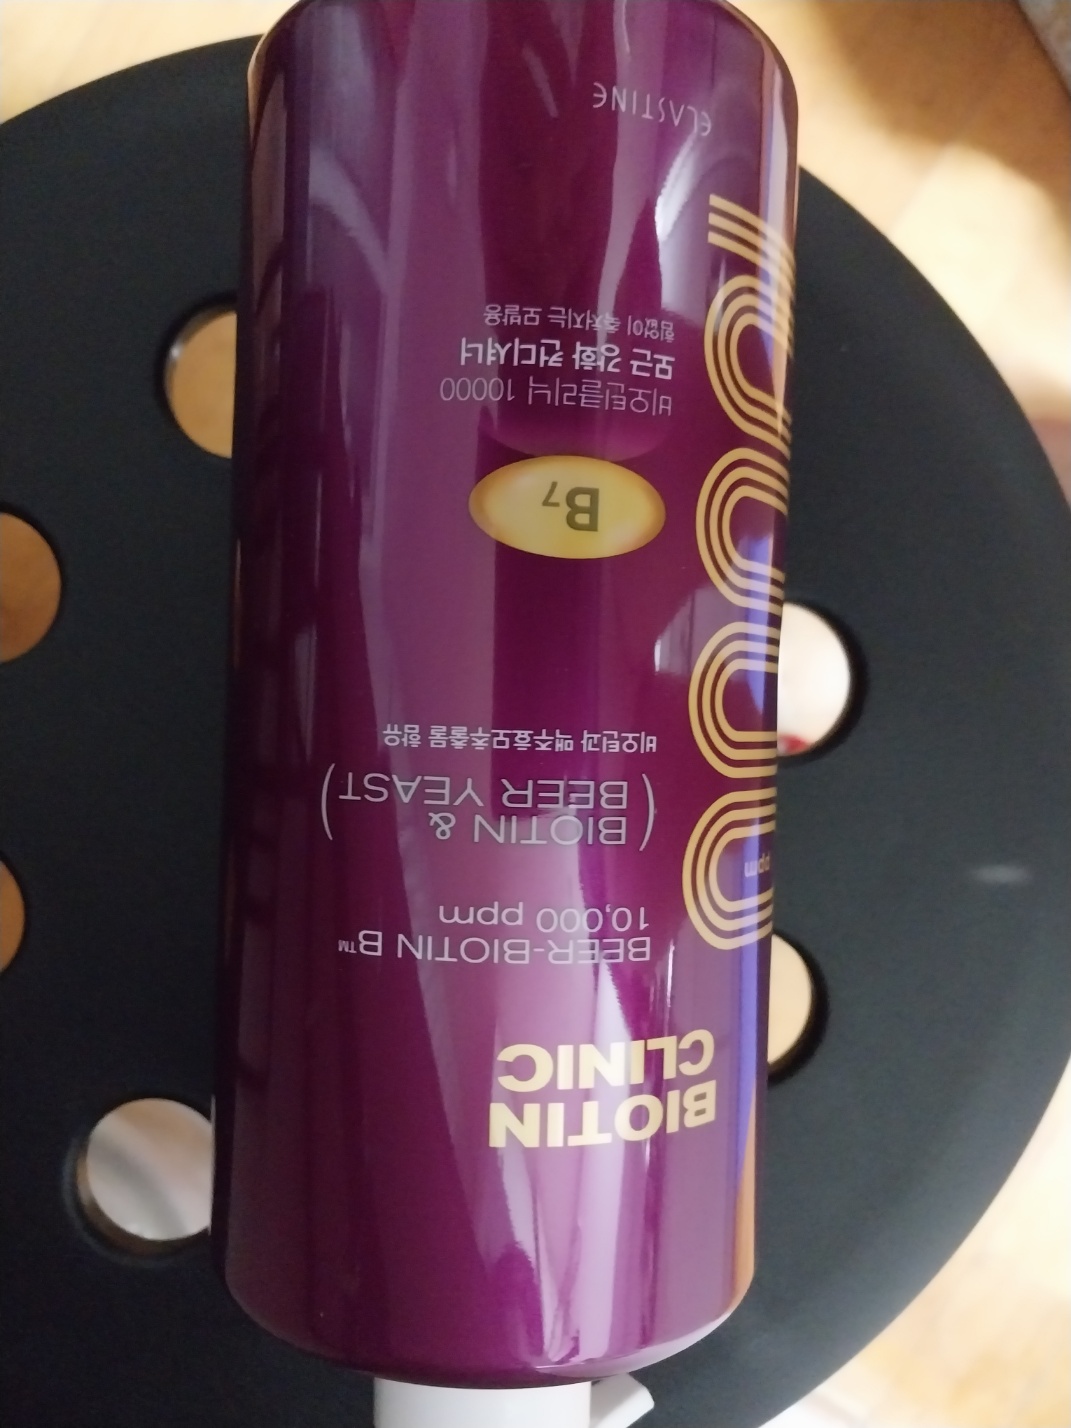 BIOTIN
CLINIC
BEER-BIOTIN B™
10,000 ppm
(BIOTIN &
BEER YEAST)
비오틴과 맥주효모추출물 함유
10000
ppm
B7
비오틴클리닉 10000
모근 강화 컨디셔너
힘없이 축처지는 모발용
ELASTINE